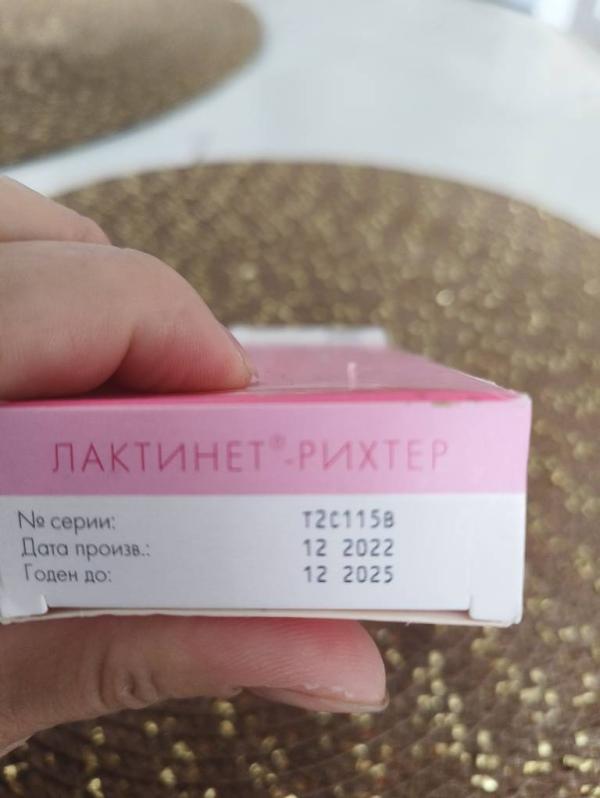 ЛАКТИНЕТ®-РИХТЕР
№ серии: T2C115B
Дата произв.: 12 2022
Годен до: 12 2025